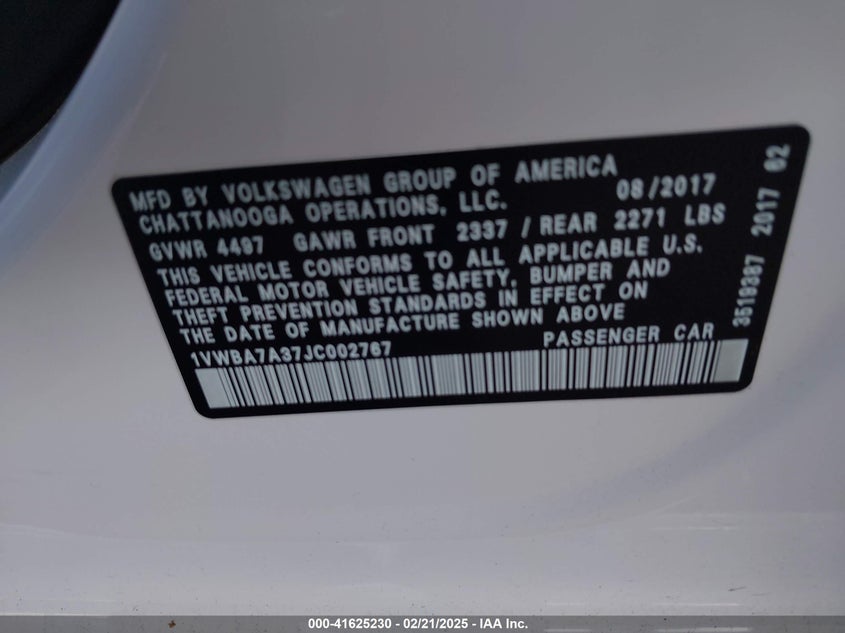 MFD BY VOLKSWAGEN GROUP OF AMERICA
CHATTANOOGA OPERATIONS, LLC. 08/2017
GVWR 4497 GAWR FRONT 2337 / REAR 2271 LBS
THIS VEHICLE CONFORMS TO ALL APPLICABLE U.S.
FEDERAL MOTOR VEHICLE SAFETY, BUMPER AND
THEFT PREVENTION STANDARDS IN EFFECT ON
THE DATE OF MANUFACTURE SHOWN ABOVE
1VWBA7A37JC002767 PASSENGER CAR
3519387 2017 62
000-41625230 - 02/21/2025 - IAA Inc.